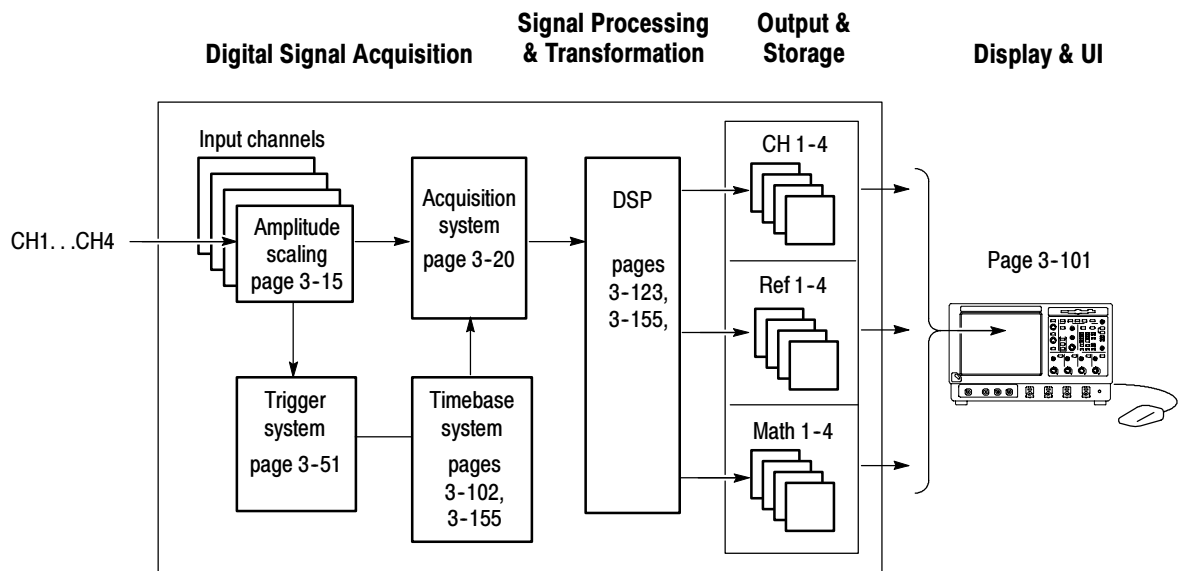 Digital Signal Acquisition
Signal Processing
& Transformation
Output &
Storage
Display & UI
Input channels
CH1. . .CH4
Amplitude
scaling
page 3-15
Acquisition
system
page 3-20
Trigger
system
page 3-51
Timebase
system
pages
3-102,
3-155
DSP
pages
3-123,
3-155,
CH 1-4
Ref 1-4
Math 1-4
Page 3-101